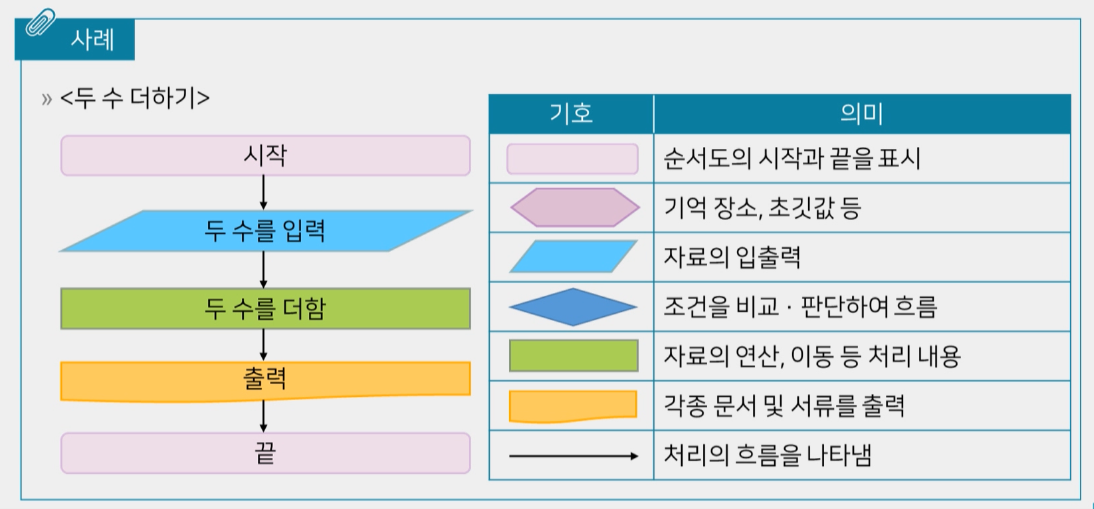 사례
» <두 수 더하기>
시작
두 수를 입력
두 수를 더함
출력
끝
기호 의미
순서도의 시작과 끝을 표시
기억 장소, 초깃값 등
자료의 입출력
조건을 비교 · 판단하여 흐름
자료의 연산, 이동 등 처리 내용
각종 문서 및 서류를 출력
처리의 흐름을 나타냄